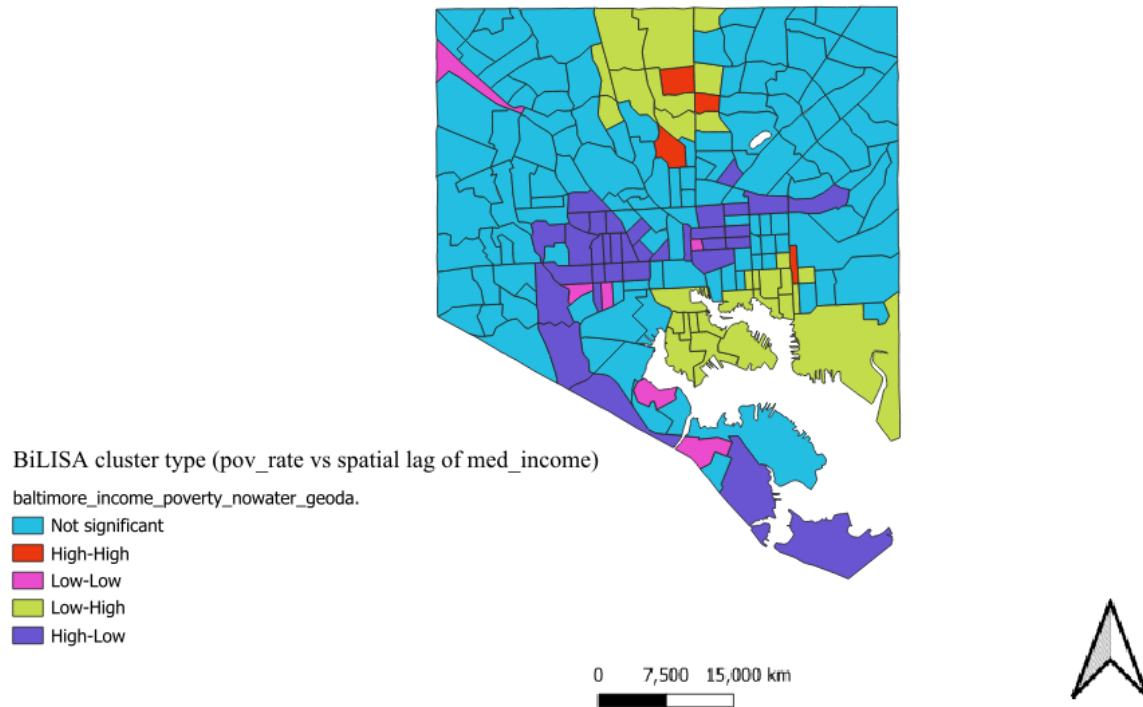 BiLISA cluster type (pov_rate vs spatial lag of med_income)
baltimore_income_poverty_nowater_geoda.
Not significant
High-High
Low-Low
Low-High
High-Low
0 7,500 15,000 km